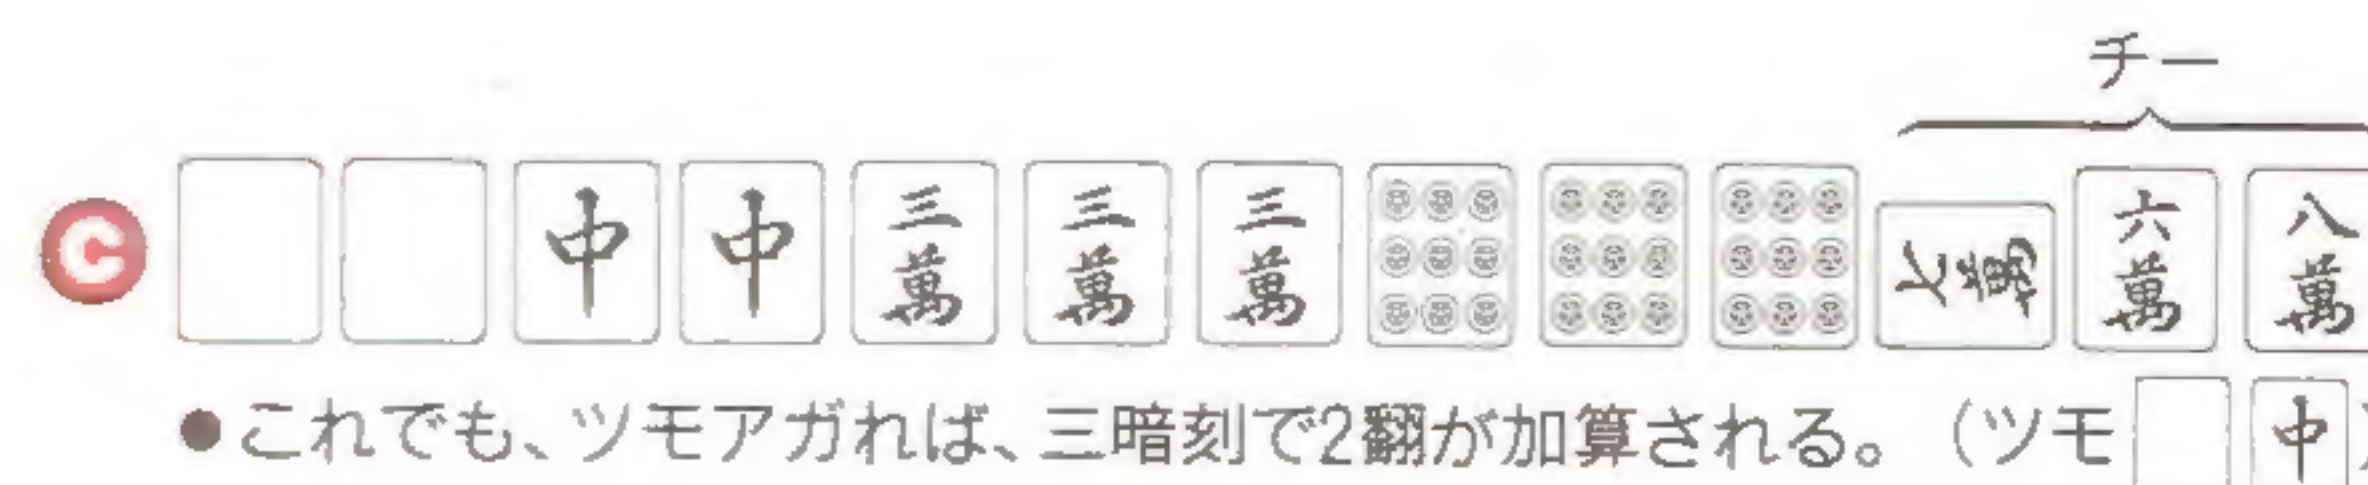 チー
C 中 中 三萬 三萬 三萬 七萬 六萬 八萬
●これでも、ツモアガれば、三暗刻で2翻が加算される。(ツモ 中)